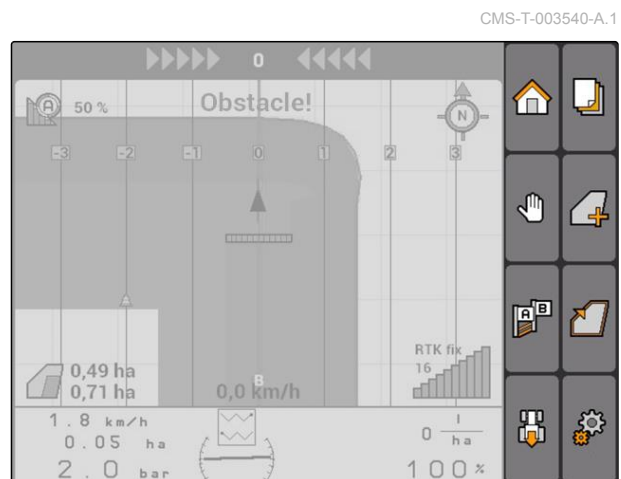 CMS-T-003540-A.1
0
50 %
Obstacle!
N
-3 -2 -1 0 1 2 3
A
A B
RTK fix
16
0,49 ha
0,71 ha
B
0,0 km/h
1.8 km/h
0.05 ha
2.0 bar
0 l/ha
100 %